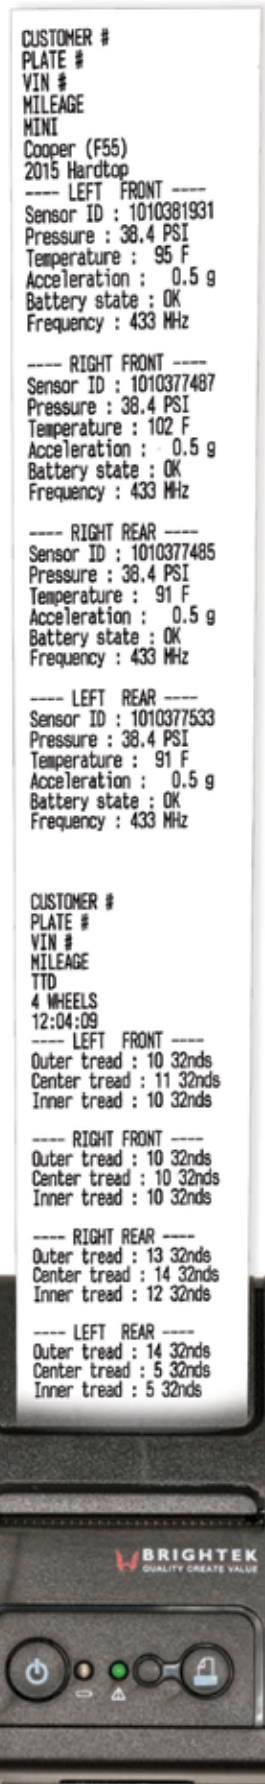 CUSTOMER #
PLATE #
VIN #
MILEAGE
MINI
Cooper (F55)
2015 Hardtop
---- LEFT FRONT ----
Sensor ID : 1010381931
Pressure : 38.4 PSI
Temperature : 95 F
Acceleration : 0.5 g
Battery state : OK
Frequency : 433 MHz
---- RIGHT FRONT ----
Sensor ID : 1010377487
Pressure : 38.4 PSI
Temperature : 102 F
Acceleration : 0.5 g
Battery state : OK
Frequency : 433 MHz
---- RIGHT REAR ----
Sensor ID : 1010377485
Pressure : 38.4 PSI
Temperature : 91 F
Acceleration : 0.5 g
Battery state : OK
Frequency : 433 MHz
---- LEFT REAR ----
Sensor ID : 1010377533
Pressure : 38.4 PSI
Temperature : 91 F
Acceleration : 0.5 g
Battery state : OK
Frequency : 433 MHz
CUSTOMER #
PLATE #
VIN #
MILEAGE
TTD
4 WHEELS
12:04:09
---- LEFT FRONT ----
Outer tread : 10 32nds
Center tread : 11 32nds
Inner tread : 10 32nds
---- RIGHT FRONT ----
Outer tread : 10 32nds
Center tread : 10 32nds
Inner tread : 10 32nds
---- RIGHT REAR ----
Outer tread : 13 32nds
Center tread : 14 32nds
Inner tread : 12 32nds
---- LEFT REAR ----
Outer tread : 14 32nds
Center tread : 5 32nds
Inner tread : 5 32nds
BRIGHTEK
QUALITY CREATE VALUE